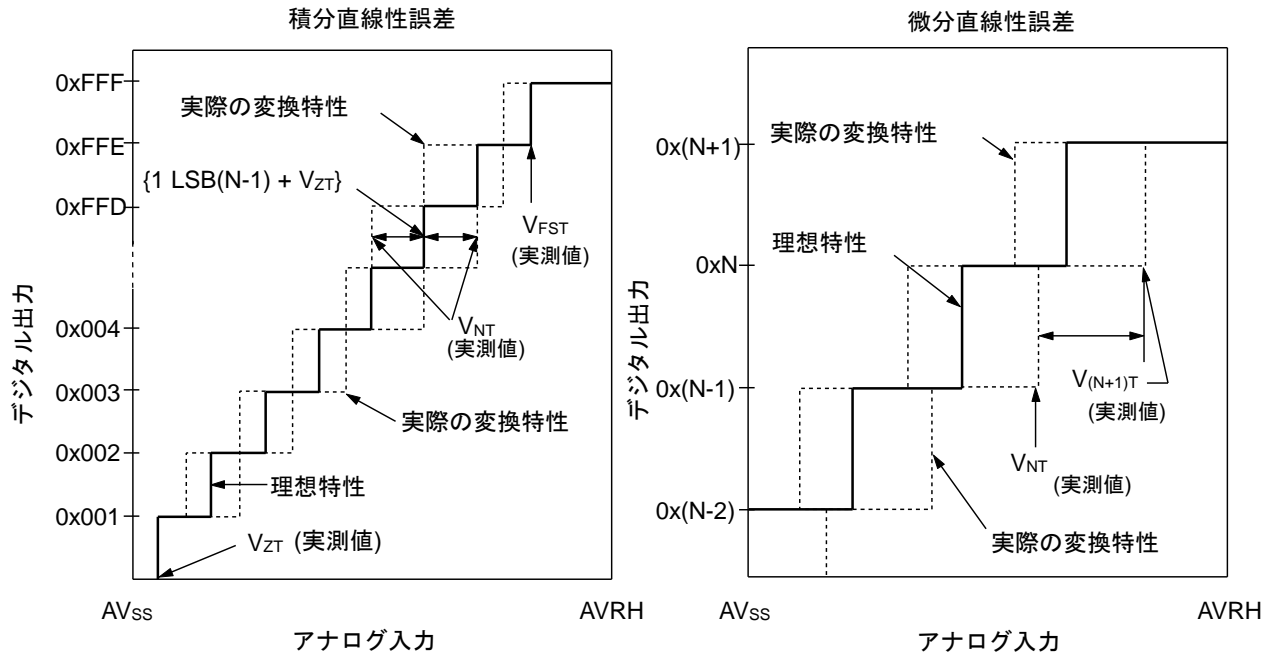 積分直線性誤差
0xFFF
0xFFE
0xFFD
0x004
0x003
0x002
0x001
デジタル出力
実際の変換特性
{1 LSB(N-1) + VZT}
VFST
(実測値)
VNT
(実測値)
実際の変換特性
理想特性
VZT (実測値)
AVSS
AVRH
アナログ入力
微分直線性誤差
0x(N+1)
0xN
0x(N-1)
0x(N-2)
デジタル出力
実際の変換特性
理想特性
V(N+1)T
(実測値)
VNT
(実測値)
実際の変換特性
AVSS
AVRH
アナログ入力